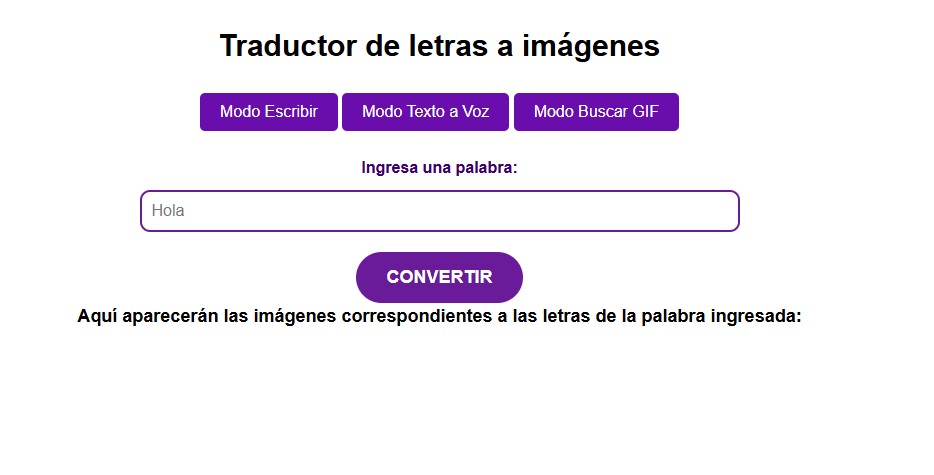 Traductor de letras a imágenes
Modo Escribir Modo Texto a Voz Modo Buscar GIF
Ingresa una palabra:
Hola
CONVERTIR
Aquí aparecerán las imágenes correspondientes a las letras de la palabra ingresada: